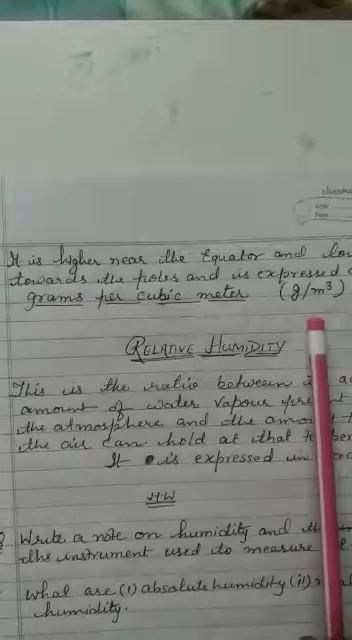 It is higher near the Equator and
towards the poles and is expressed
grams per cubic meter (g/m³)
RELATIVE HUMIDITY
This is the ratio between
amount of water vapour
the atmosphere and the
the air can hold at that
It is expressed in
H.W
Write a note on humidity and
the instrument used to measure
What are (i) absolute humidity (ii)
humidity.